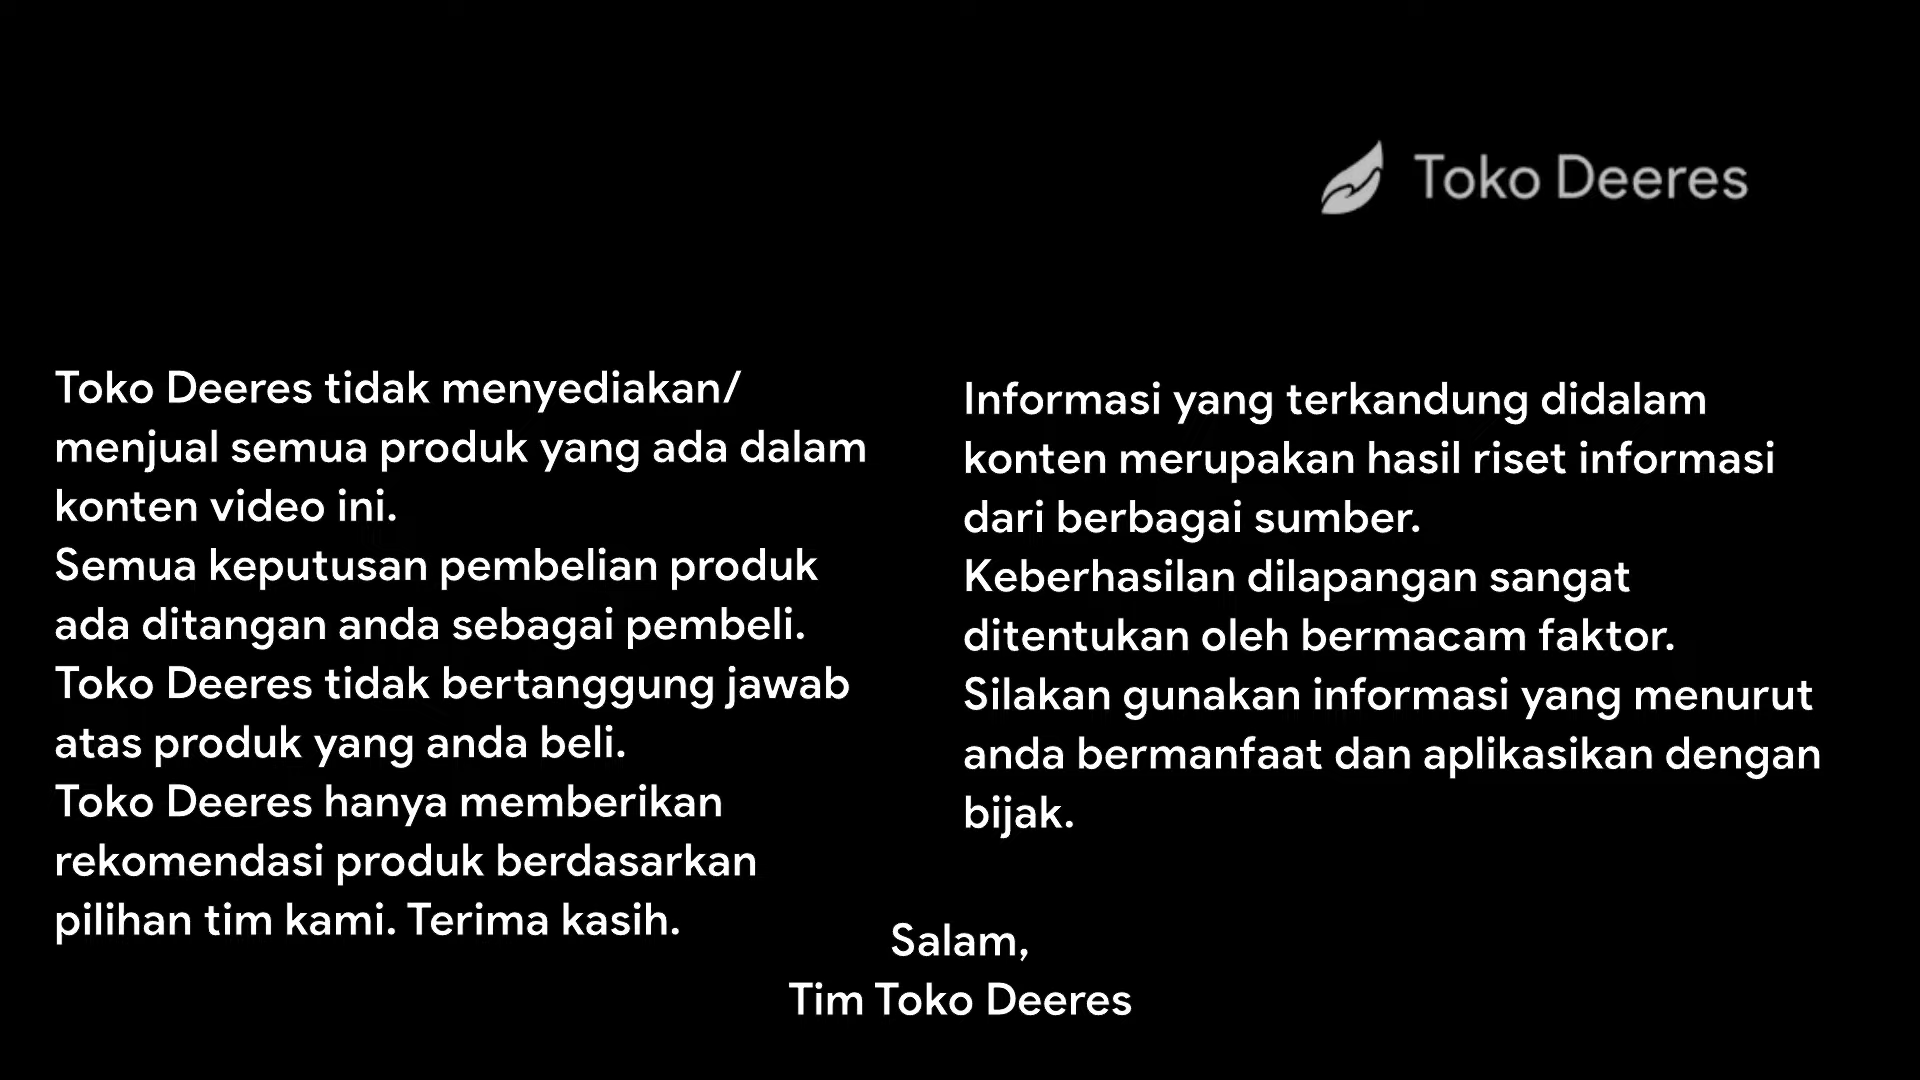 Toko Deeres
Toko Deeres tidak menyediakan/
menjual semua produk yang ada dalam
konten video ini.
Semua keputusan pembelian produk
ada ditangan anda sebagai pembeli.
Toko Deeres tidak bertanggung jawab
atas produk yang anda beli.
Toko Deeres hanya memberikan
rekomendasi produk berdasarkan
pilihan tim kami. Terima kasih.
Informasi yang terkandung didalam
konten merupakan hasil riset informasi
dari berbagai sumber.
Keberhasilan dilapangan sangat
ditentukan oleh bermacam faktor.
Silakan gunakan informasi yang menurut
anda bermanfaat dan aplikasikan dengan
bijak.
Salam,
Tim Toko Deeres